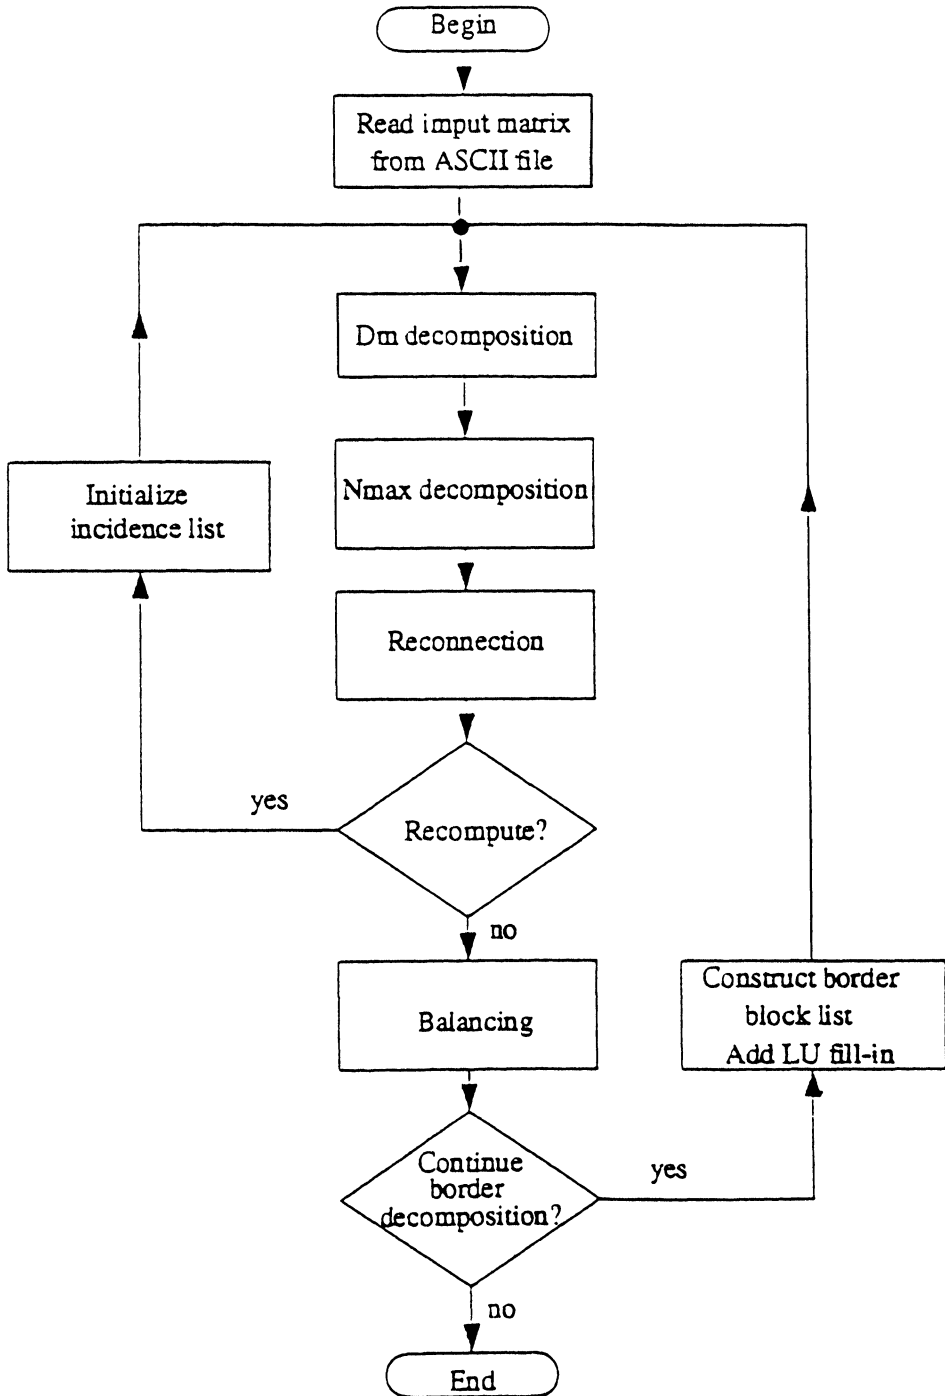 Begin
Read imput matrix
from ASCII file
Dm decomposition
Nmax decomposition
Initialize
incidence list
Reconnection
yes
Recompute?
no
Balancing
Construct border
block list
Add LU fill-in
Continue
border
decomposition?
yes
no
End